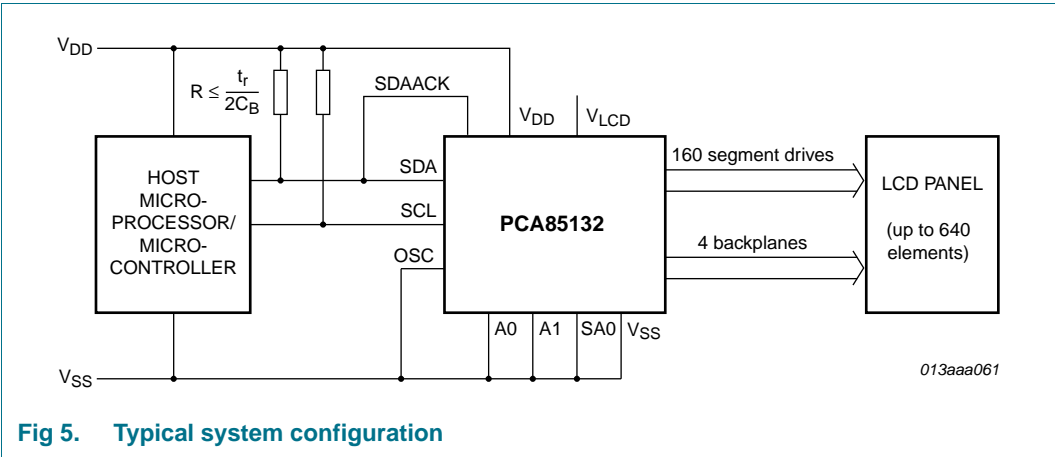 VDD
R ≤ tr
2CB
SDAACK
VDD
VLCD
HOST
MICRO-
PROCESSOR/
MICRO-
CONTROLLER
SDA
SCL
OSC
PCA85132
160 segment drives
4 backplanes
LCD PANEL
(up to 640
elements)
A0
A1
SA0
VSS
VSS
013aaa061
Fig 5. Typical system configuration